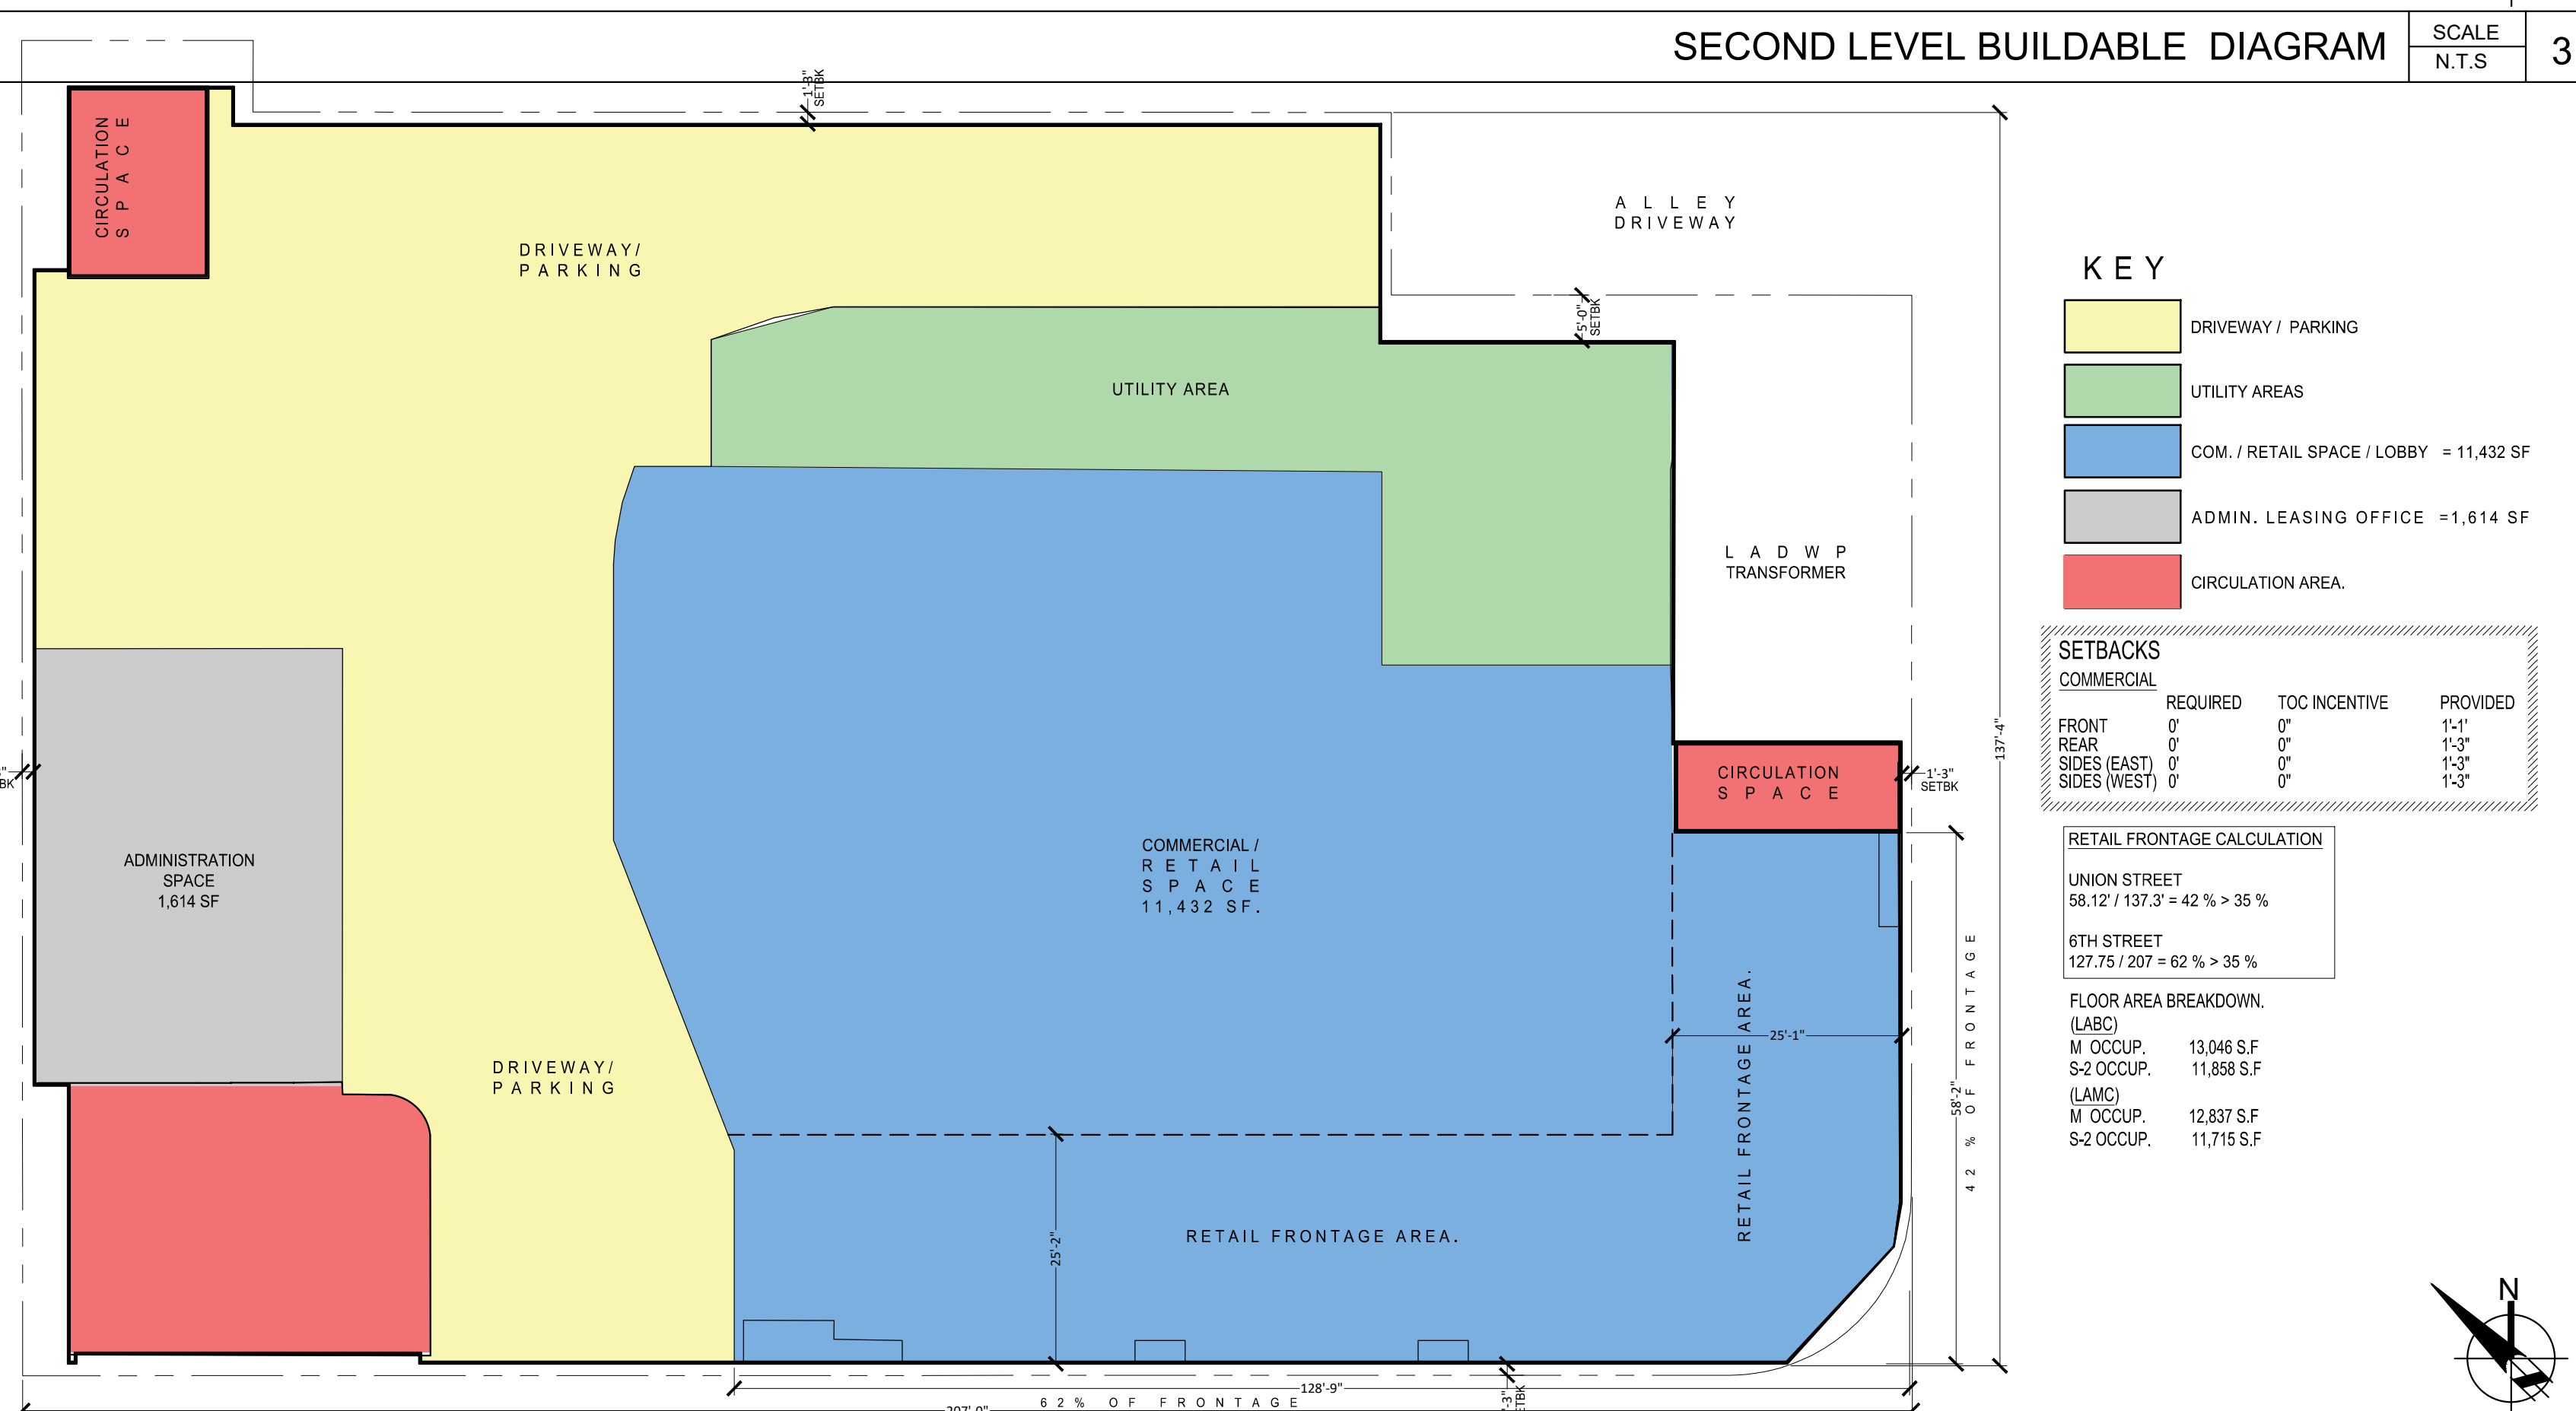 SECOND LEVEL BUILDABLE DIAGRAM
SCALE
N.T.S
3
1'-3"
SETBK
CIRCULATION
SPACE
DRIVEWAY/
PARKING
ALLEY
DRIVEWAY
5'-0"
SETBK
UTILITY AREA
LADWP
TRANSFORMER
137'-4"
CIRCULATION
SPACE
1'-3"
SETBK
ADMINISTRATION
SPACE
1,614 SF
COMMERCIAL /
RETAIL
SPACE
11,432 SF.
DRIVEWAY/
PARKING
25'-1"
RETAIL FRONTAGE AREA.
58'-2"
42 % OF FRONTAGE
25'-2"
RETAIL FRONTAGE AREA.
128'-9"
62% OF FRONTAGE
KEY
DRIVEWAY / PARKING
UTILITY AREAS
COM. / RETAIL SPACE / LOBBY = 11,432 SF
ADMIN. LEASING OFFICE =1,614 SF
CIRCULATION AREA.
SETBACKS
COMMERCIAL
REQUIRED TOC INCENTIVE PROVIDED
FRONT 0' 0" 1'-1'
REAR 0' 0" 1'-3"
SIDES (EAST) 0' 0" 1'-3"
SIDES (WEST) 0' 0" 1'-3"
RETAIL FRONTAGE CALCULATION
UNION STREET
58.12' / 137.3' = 42 % > 35 %
6TH STREET
127.75 / 207 = 62 % > 35 %
FLOOR AREA BREAKDOWN.
(LABC)
M OCCUP. 13,046 S.F
S-2 OCCUP. 11,858 S.F
(LAMC)
M OCCUP. 12,837 S.F
S-2 OCCUP. 11,715 S.F
N